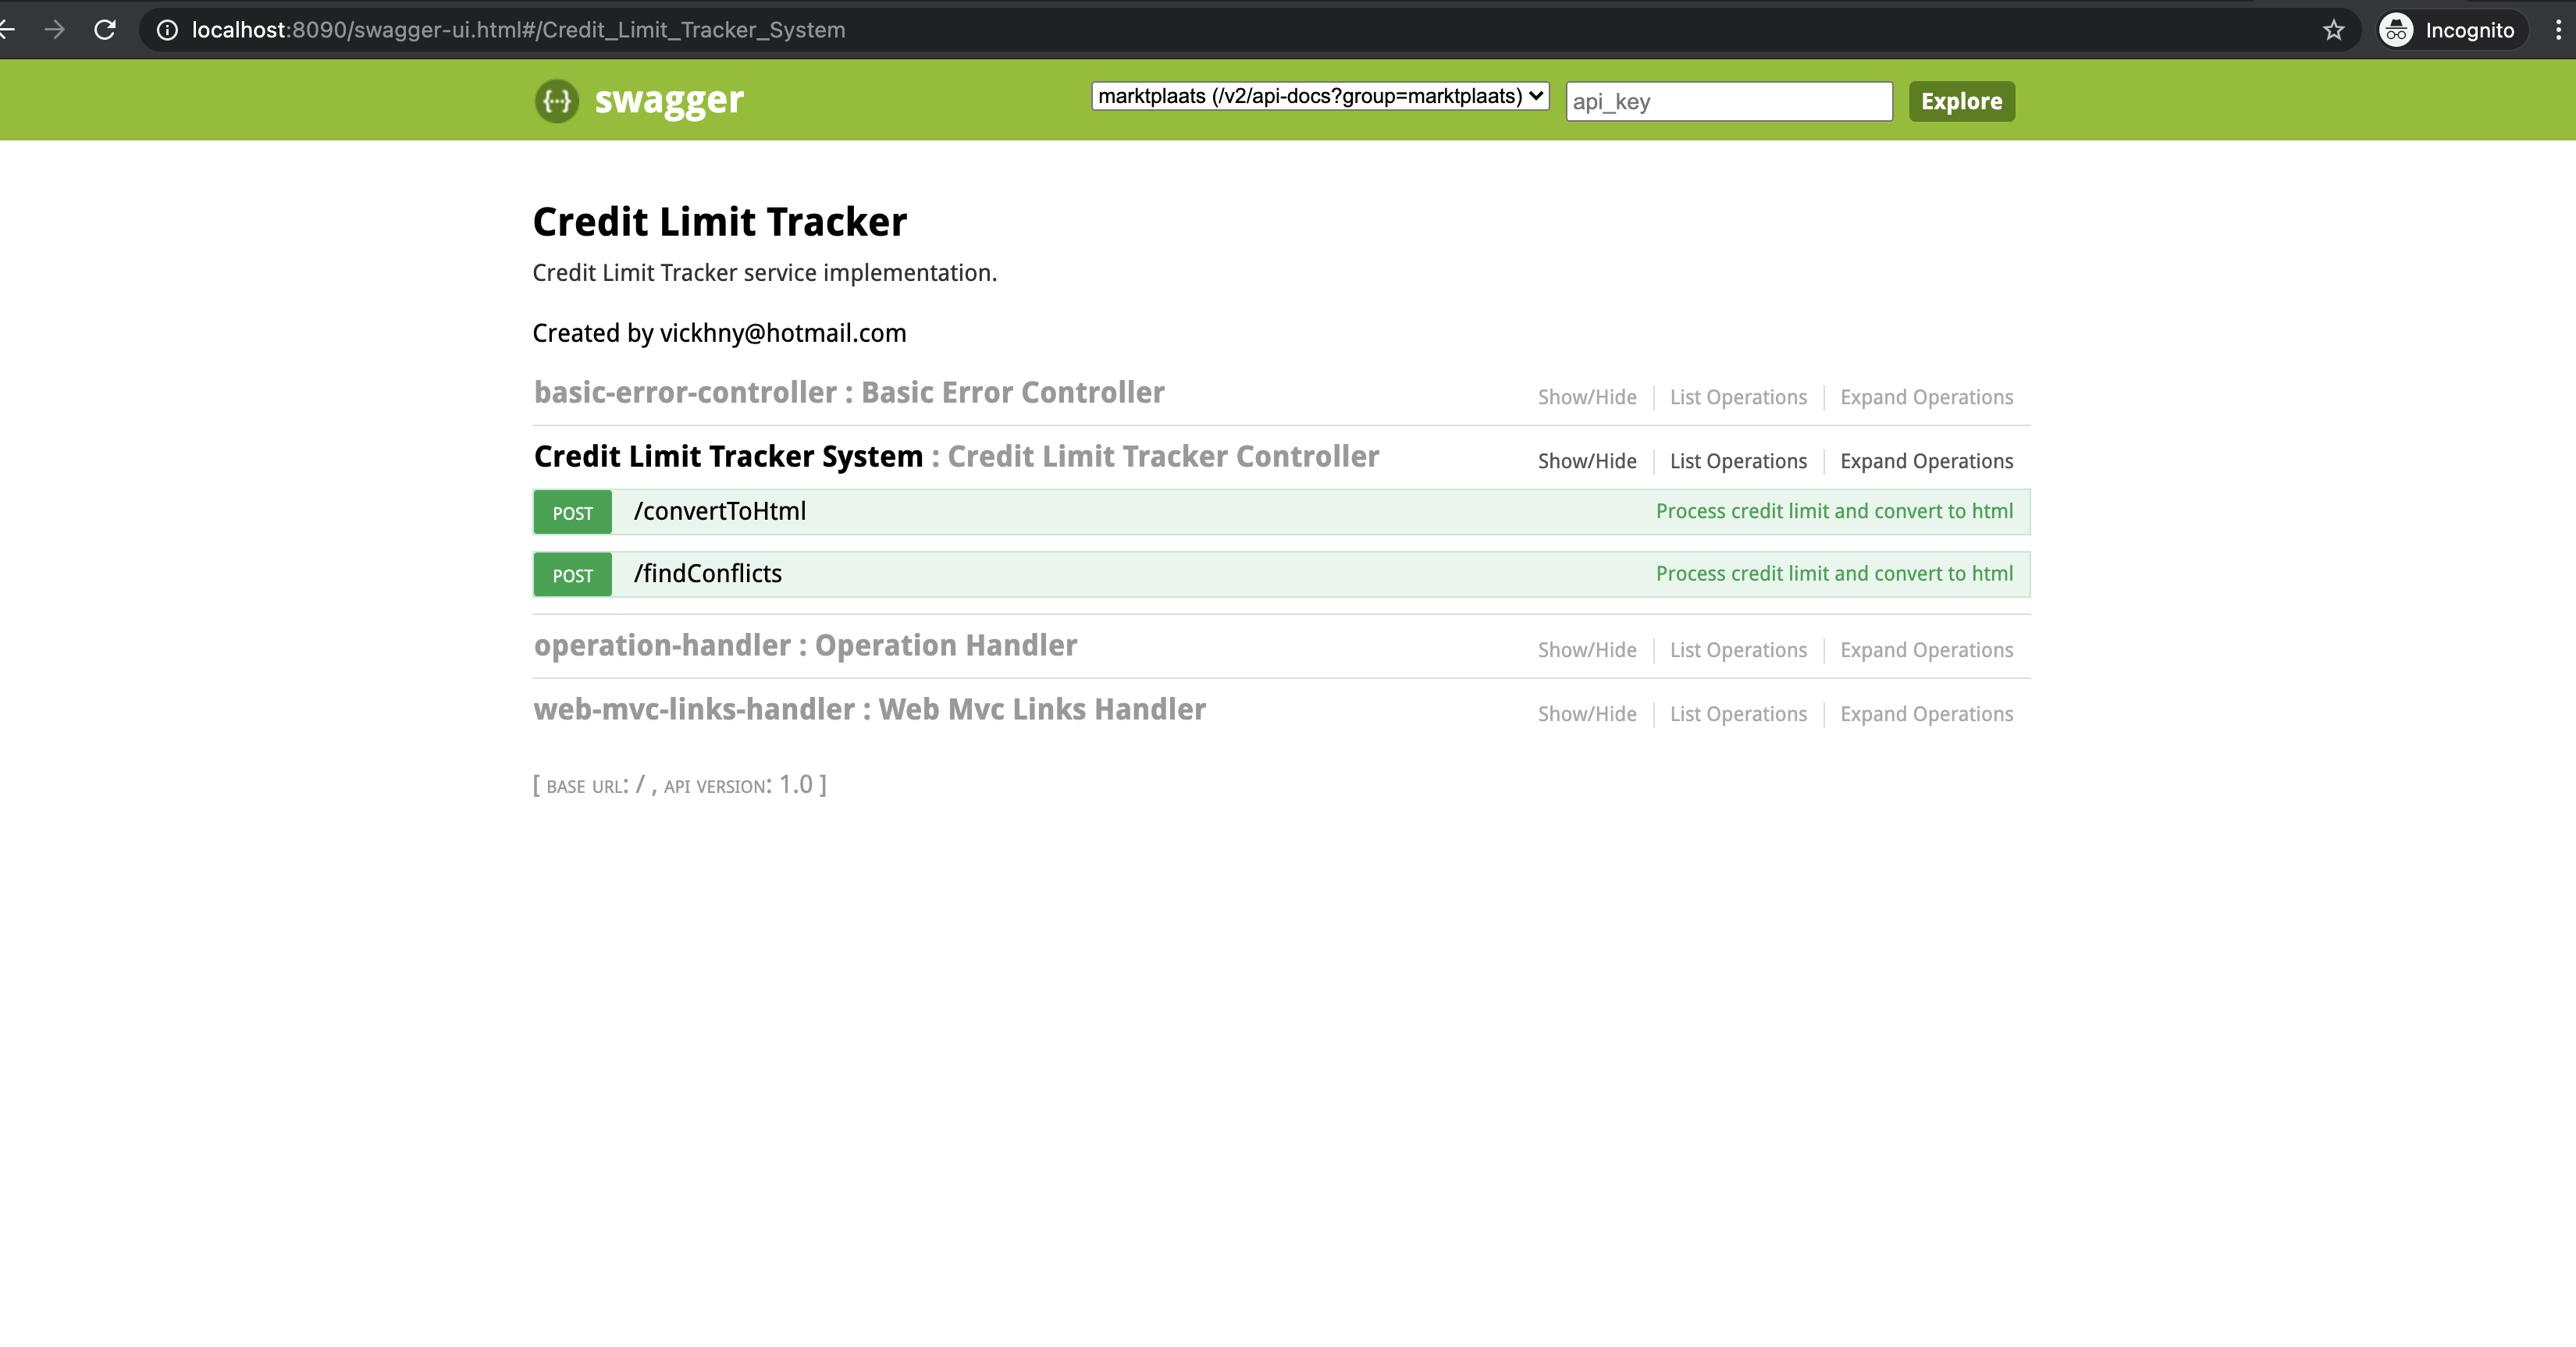 localhost:8090/swagger-ui.html#/Credit_Limit_Tracker_System Incognito
{···} swagger marktplaats (/v2/api-docs?group=marktplaats) api_key Explore
Credit Limit Tracker
Credit Limit Tracker service implementation.
Created by vickhny@hotmail.com
basic-error-controller : Basic Error Controller Show/Hide List Operations Expand Operations
Credit Limit Tracker System : Credit Limit Tracker Controller Show/Hide List Operations Expand Operations
POST /convertToHtml Process credit limit and convert to html
POST /findConflicts Process credit limit and convert to html
operation-handler : Operation Handler Show/Hide List Operations Expand Operations
web-mvc-links-handler : Web Mvc Links Handler Show/Hide List Operations Expand Operations
[ BASE URL: / , API VERSION: 1.0 ]